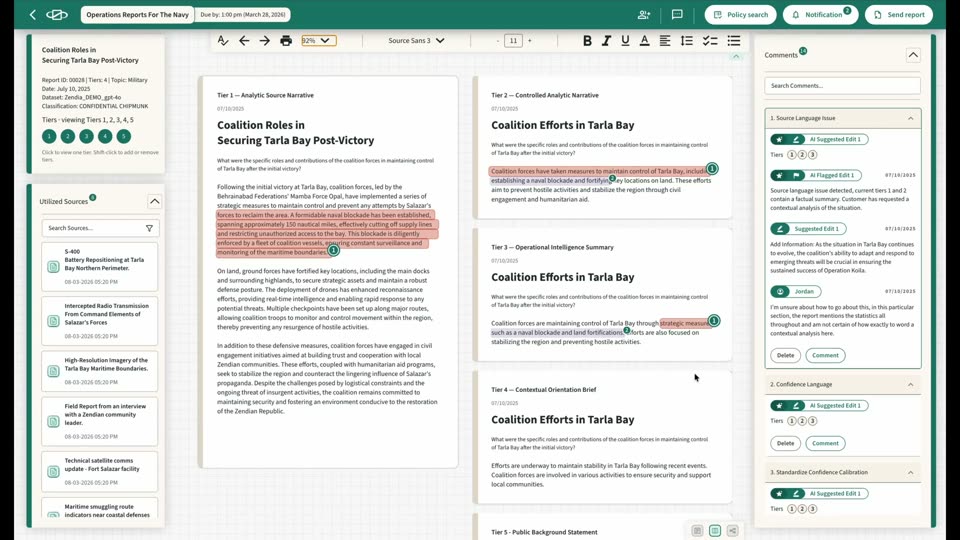 Operations Reports For The Navy
Due by: 1:00 pm (March 28, 2026)
Policy search
Notification
2
Send report
Coalition Roles in
Securing Tarla Bay Post-Victory
Report ID: 00028 | Tiers: 4 | Topic: Military
Date: July 10, 2025
Dataset: Zendia_DEMO_gpt-4o
Classification: CONFIDENTIAL CHIPMUNK
Tiers - viewing Tiers 1, 2, 3, 4, 5
1 2 3 4 5
Click to view one tier. Shift-click to add or remove
tiers.
Utilized Sources
Search Sources...
S-400
Battery Repositioning at Tarla
Bay Northern Perimeter.
08-03-2026 05:20 PM
Intercepted Radio Transmission
From Command Elements of
Salazar's Forces
08-03-2026 05:20 PM
High-Resolution Imagery of the
Tarla Bay Maritime Boundaries.
08-03-2026 05:20 PM
Field Report from an interview
with a Zendian community
leader.
08-03-2026 05:20 PM
Technical satellite comms
update - Fort Salazar facility
08-03-2026 05:20 PM
Maritime smuggling route
indicators near coastal defenses
92%
Source Sans 3
- 11 +
B I U A
Tier 1 — Analytic Source Narrative
07/10/2025
Coalition Roles in
Securing Tarla Bay Post-Victory
What were the specific roles and contributions of the coalition forces in maintaining control
of Tarla Bay after the initial victory?
Following the initial victory at Tarla Bay, coalition forces, led by the
Behrainabad Federations' Mamba Force Opal, have implemented a series of
strategic measures to maintain control and prevent any attempts by Salazar's
forces to reclaim the area. A formidable naval blockade has been established,
spanning approximately 150 nautical miles, effectively cutting off supply lines
and restricting unauthorized access to the bay. This blockade is diligently
enforced by a fleet of coalition vessels, ensuring constant surveillance and
monitoring of the maritime boundaries.
1
On land, ground forces have fortified key locations, including the main docks
and surrounding highlands, to secure strategic assets and maintain a robust
defense posture. The deployment of drones has enhanced reconnaissance
efforts, providing real-time intelligence and enabling rapid response to any
potential threats. Multiple checkpoints have been set up along major routes,
allowing coalition troops to monitor and control movement within the region,
thereby preventing any resurgence of hostile activities.
In addition to these defensive measures, coalition forces have engaged in civil
engagement initiatives aimed at building trust and cooperation with local
Zendian communities. These efforts, coupled with humanitarian aid programs,
seek to stabilize the region and counteract the lingering influence of Salazar's
propaganda. Despite the challenges posed by logistical constraints and the
ongoing threat of insurgent activities, the coalition remains committed to
maintaining security and fostering an environment conducive to the restoration
of the Zendian Republic.
Tier 2 — Controlled Analytic Narrative
07/10/2025
Coalition Efforts in Tarla Bay
What were the specific roles and contributions of the coalition forces in maintaining control
of Tarla Bay after the initial victory?
Coalition forces have taken measures to maintain control of Tarla Bay, includi
1
establishing a naval blockade and fortifying key locations on land. These efforts
2
aim to prevent hostile activities and stabilize the region through civil
engagement and humanitarian aid.
Tier 3 — Operational Intelligence Summary
07/10/2025
Coalition Efforts in Tarla Bay
What were the specific roles and contributions of the coalition forces in maintaining control
of Tarla Bay after the initial victory?
Coalition forces are maintaining control of Tarla Bay through strategic measure
1
such as a naval blockade and land fortifications. Efforts are also focused on
2
stabilizing the region and preventing hostile activities.
Tier 4 — Contextual Orientation Brief
07/10/2025
Coalition Efforts in Tarla Bay
What were the specific roles and contributions of the coalition forces in maintaining control
of Tarla Bay after the initial victory?
Efforts are underway to maintain stability in Tarla Bay following recent events.
Coalition forces are involved in various activities to ensure security and support
local communities.
Tier 5 - Public Background Statement
Comments
14
Search Comments...
1. Source Language Issue
AI Suggested Edit 1
Tiers 1 2 3
AI Flagged Edit 1
07/10/2025
Source language issue detected, current tiers 1 and 2
contain a factual summary. Customer has requested a
contextual analysis of the situation.
Suggested Edit 1
07/10/2025
Add Information: As the situation in Tarla Bay continues
to evolve, the coalition's ability to adapt and respond to
emerging threats will be crucial in ensuring the
sustained success of Operation Koila.
Jordan
07/10/2025
I'm unsure about how to go about this, in this particular
section, the report mentions the statistics all
throughout and am not certain of how exactly to word a
contextual analysis here.
Delete
Comment
2. Confidence Language
AI Suggested Edit 1
Tiers 1 2 3
Delete
Comment
3. Standardize Confidence Calibration
AI Suggested Edit 1
Tiers 1 2 3